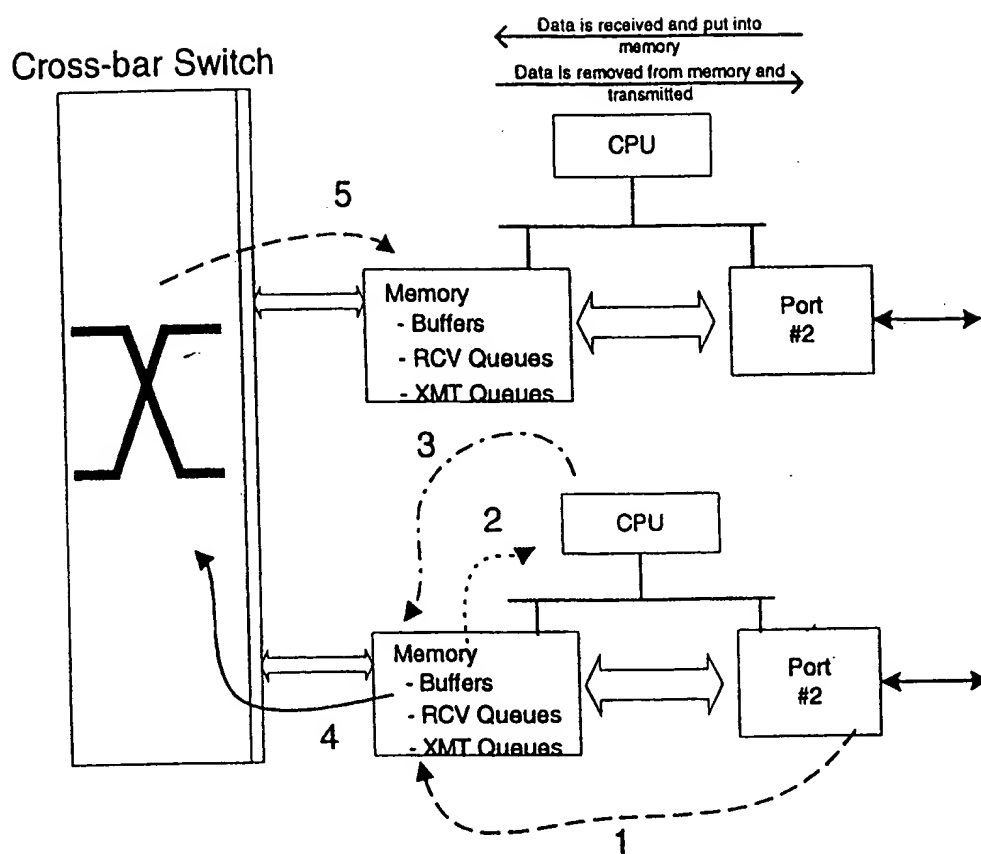 Data is received and put into
memory
Cross-bar Switch
Data is removed from memory and
transmitted
CPU
5
Memory
- Buffers
- RCV Queues
- XMT Queues
Port
#2
3
2
CPU
Memory
- Buffers
- RCV Queues
- XMT Queues
Port
#2
4
1